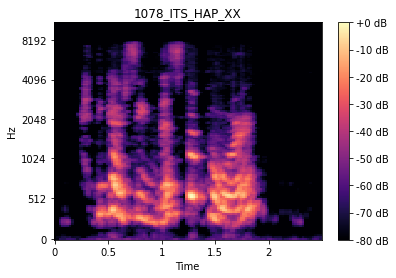 1078_ITS_HAP_XX
Hz
8192
4096
2048
1024
512
0
0
0.5
1
1.5
2
Time
+0 dB
-10 dB
-20 dB
-30 dB
-40 dB
-50 dB
-60 dB
-70 dB
-80 dB